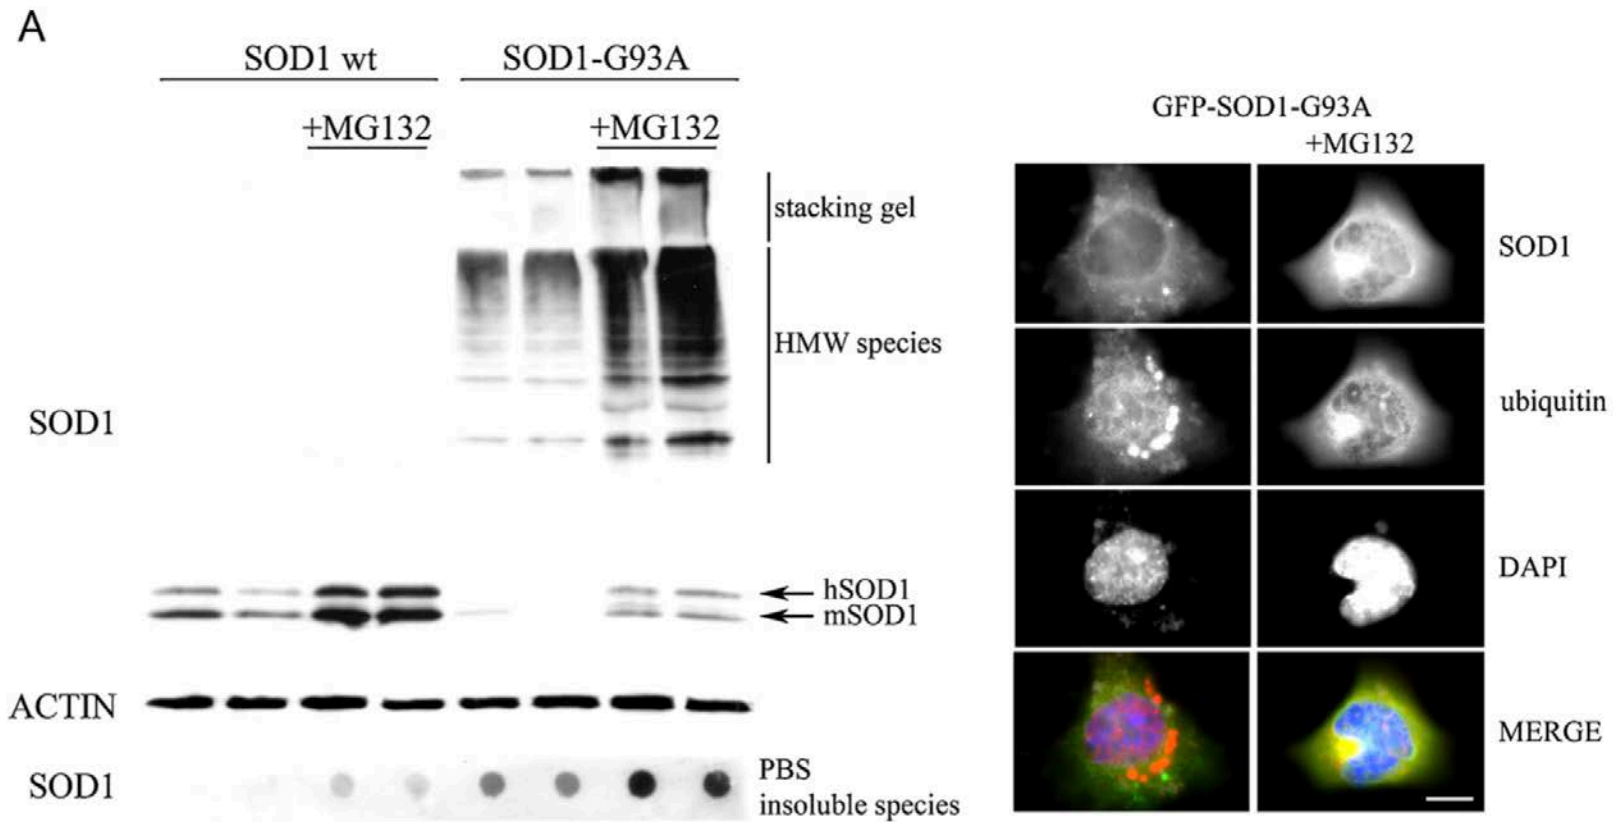 A
SOD1 wt
SOD1-G93A
+MG132
+MG132
stacking gel
HMW species
SOD1
hSOD1
mSOD1
ACTIN
SOD1
PBS
insoluble species
GFP-SOD1-G93A
+MG132
SOD1
ubiquitin
DAPI
MERGE